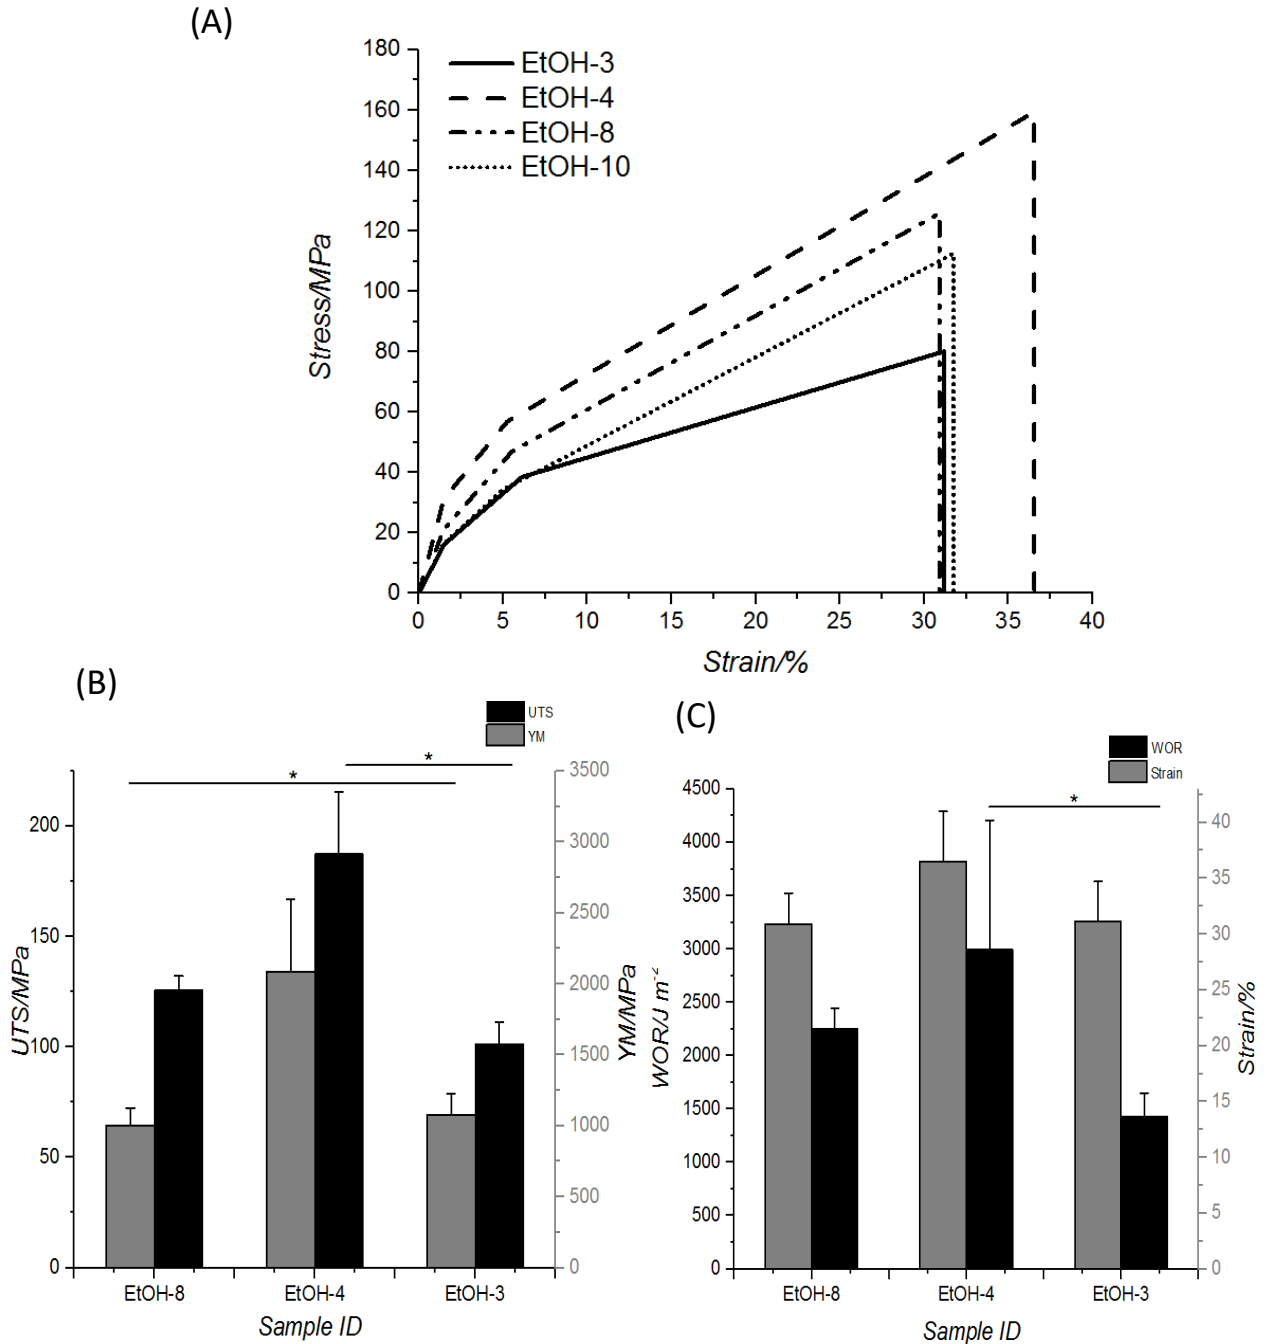 (A)
EtOH-3
EtOH-4
EtOH-8
EtOH-10
180
160
140
120
100
80
60
40
20
0
Stress/MPa
0 5 10 15 20 25 30 35 40
Strain/%
(B)
UTS
YM
* *
200
150
100
50
0
UTS/MPa
3500
3000
2500
2000
1500
1000
500
0
YM/MPa
EtOH-8 EtOH-4 EtOH-3
Sample ID
(C)
WOR
Strain
*
4500
4000
3500
3000
2500
2000
1500
1000
500
0
WOR/J m⁻²
40
35
30
25
20
15
10
5
0
Strain/%
EtOH-8 EtOH-4 EtOH-3
Sample ID